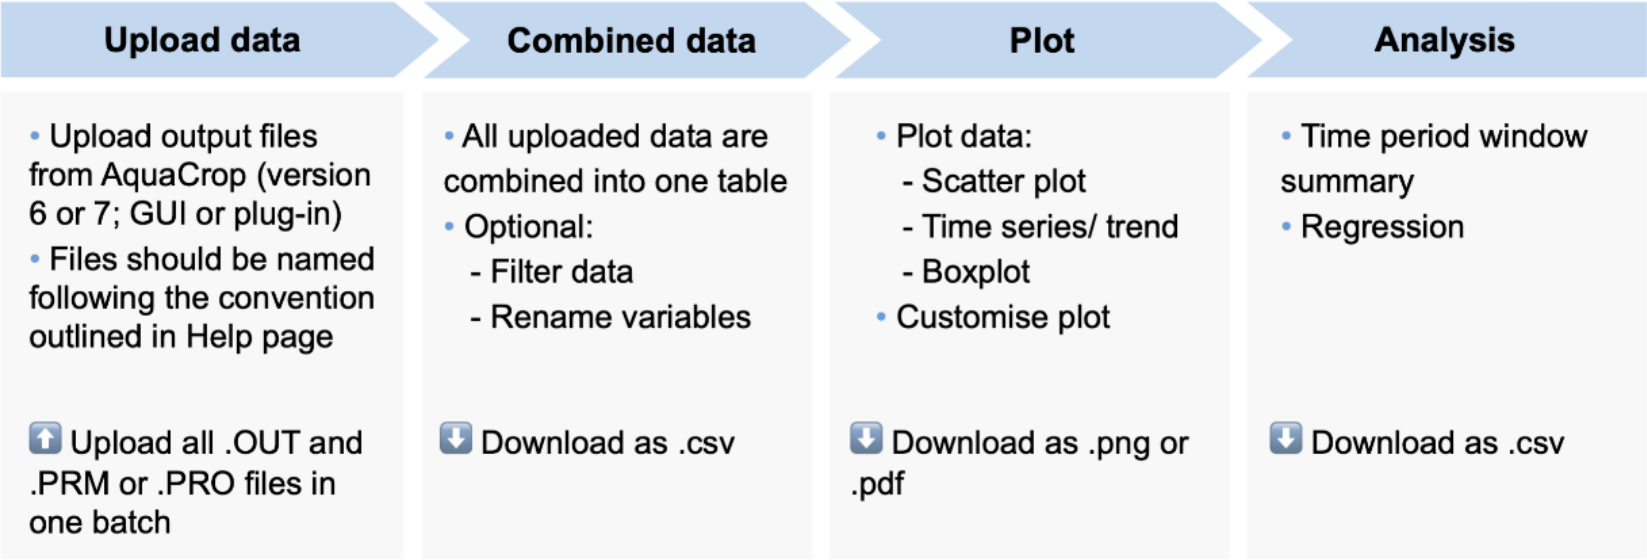 Upload data
• Upload output files
from AquaCrop (version
6 or 7; GUI or plug-in)
• Files should be named
following the convention
outlined in Help page
Upload all .OUT and
.PRM or .PRO files in
one batch
Combined data
• All uploaded data are
combined into one table
• Optional:
- Filter data
- Rename variables
Download as .csv
Plot
• Plot data:
- Scatter plot
- Time series/ trend
- Boxplot
• Customise plot
Download as .png or
.pdf
Analysis
• Time period window
summary
• Regression
Download as .csv